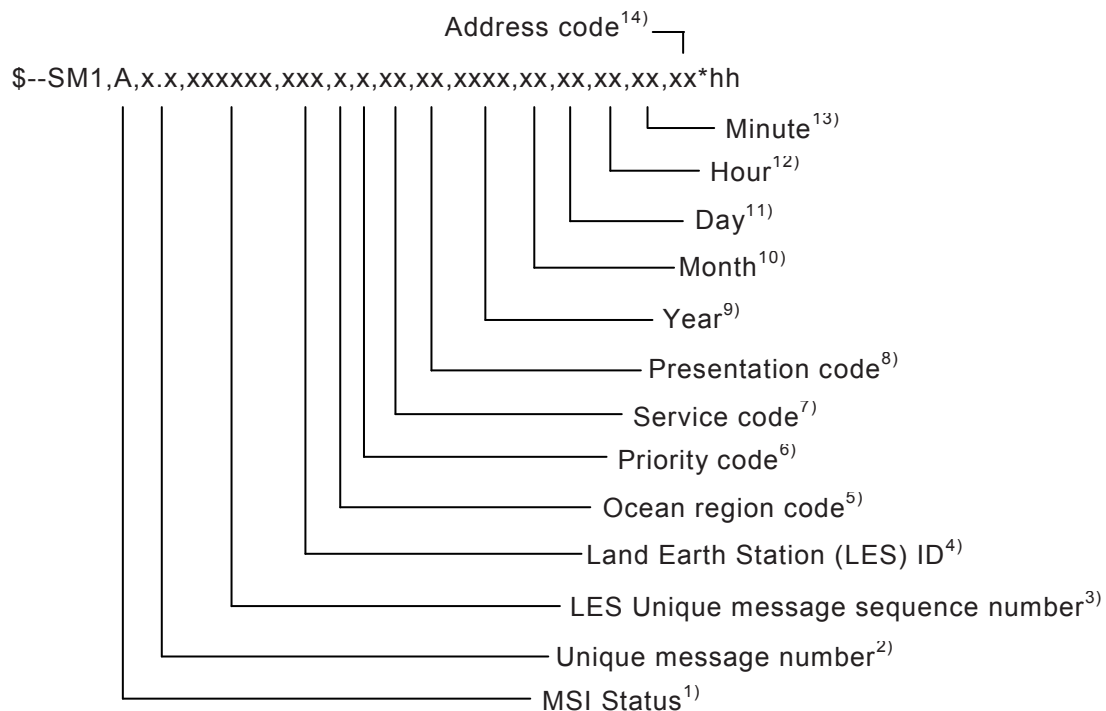 Address code14)
$--SM1,A,x.x,xxxxxx,xxx,x,x,xx,xx,xxxx,xx,xx,xx,xx,xx*hh
Minute13)
Hour12)
Day11)
Month10)
Year9)
Presentation code8)
Service code7)
Priority code6)
Ocean region code5)
Land Earth Station (LES) ID4)
LES Unique message sequence number3)
Unique message number2)
MSI Status1)